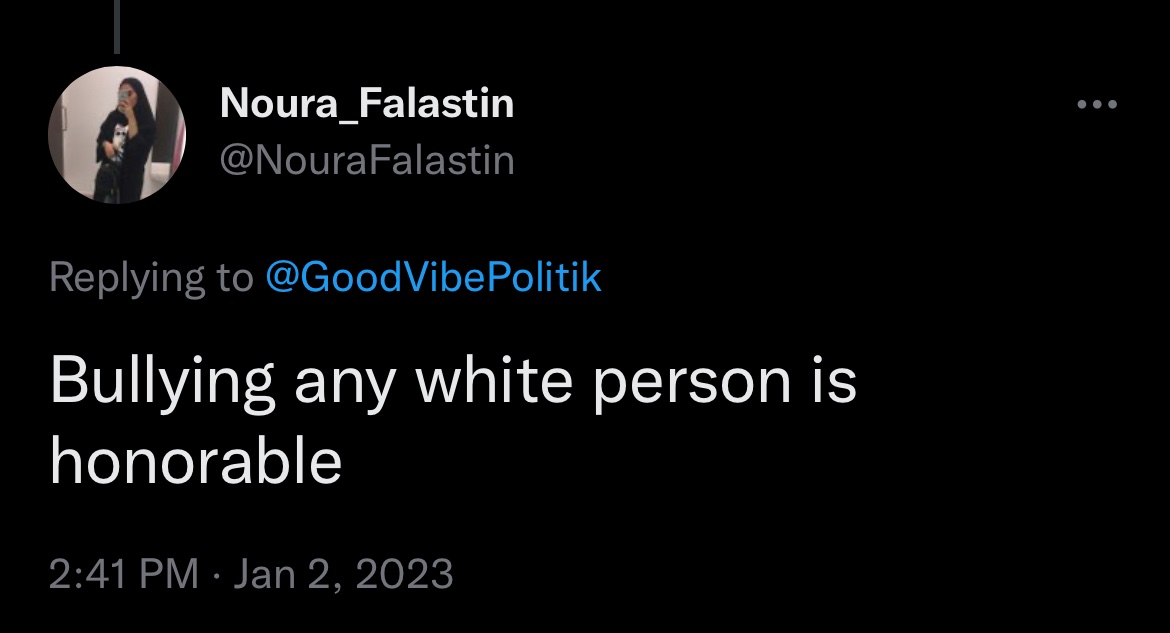 Noura_Falastin
@NouraFalastin
Replying to @GoodVibePolitik
Bullying any white person is
honorable
2:41 PM · Jan 2, 2023